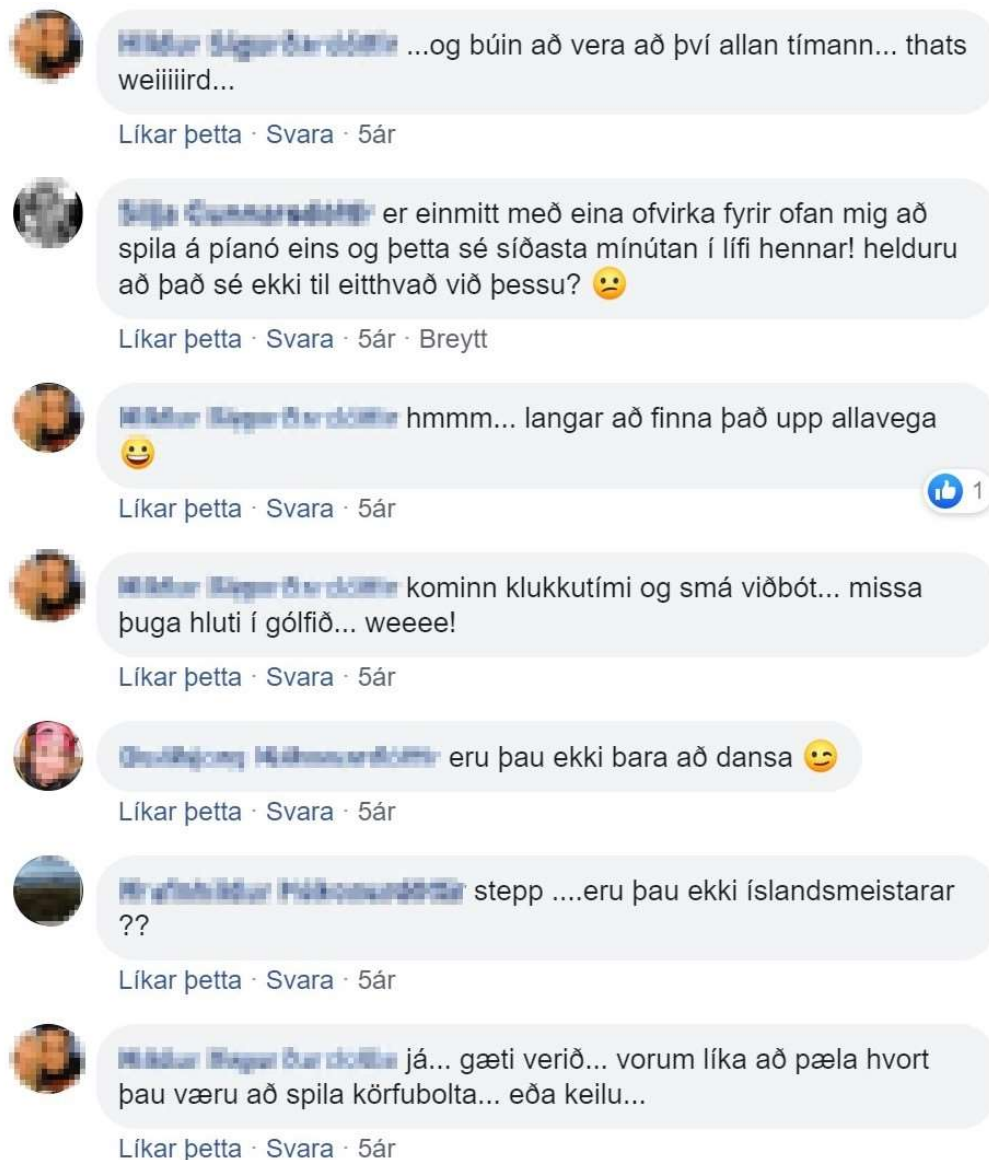 ...og búin að vera að því allan tímann... thats
weiiiiird...
Líkar þetta · Svara · 5ár
er einmitt með eina ofvirka fyrir ofan mig að
spila á píanó eins og þetta sé síðasta mínútan í lífi hennar! helduru
að það sé ekki til eitthvað við þessu? 😕
Líkar þetta · Svara · 5ár · Breytt
hmmm... langar að finna það upp allavega
😀
1
Líkar þetta · Svara · 5ár
kominn klukkutími og smá viðbót... missa
þuga hluti í gólfið... weeee!
Líkar þetta · Svara · 5ár
eru þau ekki bara að dansa 😉
Líkar þetta · Svara · 5ár
stepp ....eru þau ekki íslandsmeistarar
??
Líkar þetta · Svara · 5ár
já... gæti verið... vorum líka að pæla hvort
þau væru að spila körfubolta... eða keilu...
Líkar þetta · Svara · 5ár